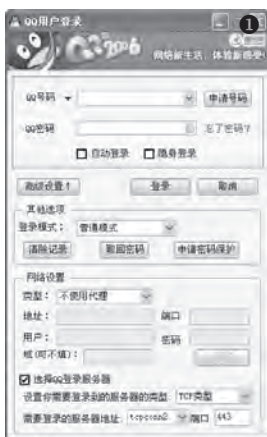 QQ用户登录
1
QQ2006
网络新生活，体验新感受
QQ号码
申请号码
QQ密码
忘了密码?
自动登录 隐身登录
高级设置↑ 登录 取消
其他选项
登录模式： 普通模式
清除记录 取回密码 申请密码保护
网络设置
类型： 不使用代理
地址： 端口
用户： 密码
域(可不填)：
选择QQ登录服务器
设置你需要登录到的服务器的类型 TCP类型
需要登录的服务器地址： tcpconn2. 端口 443